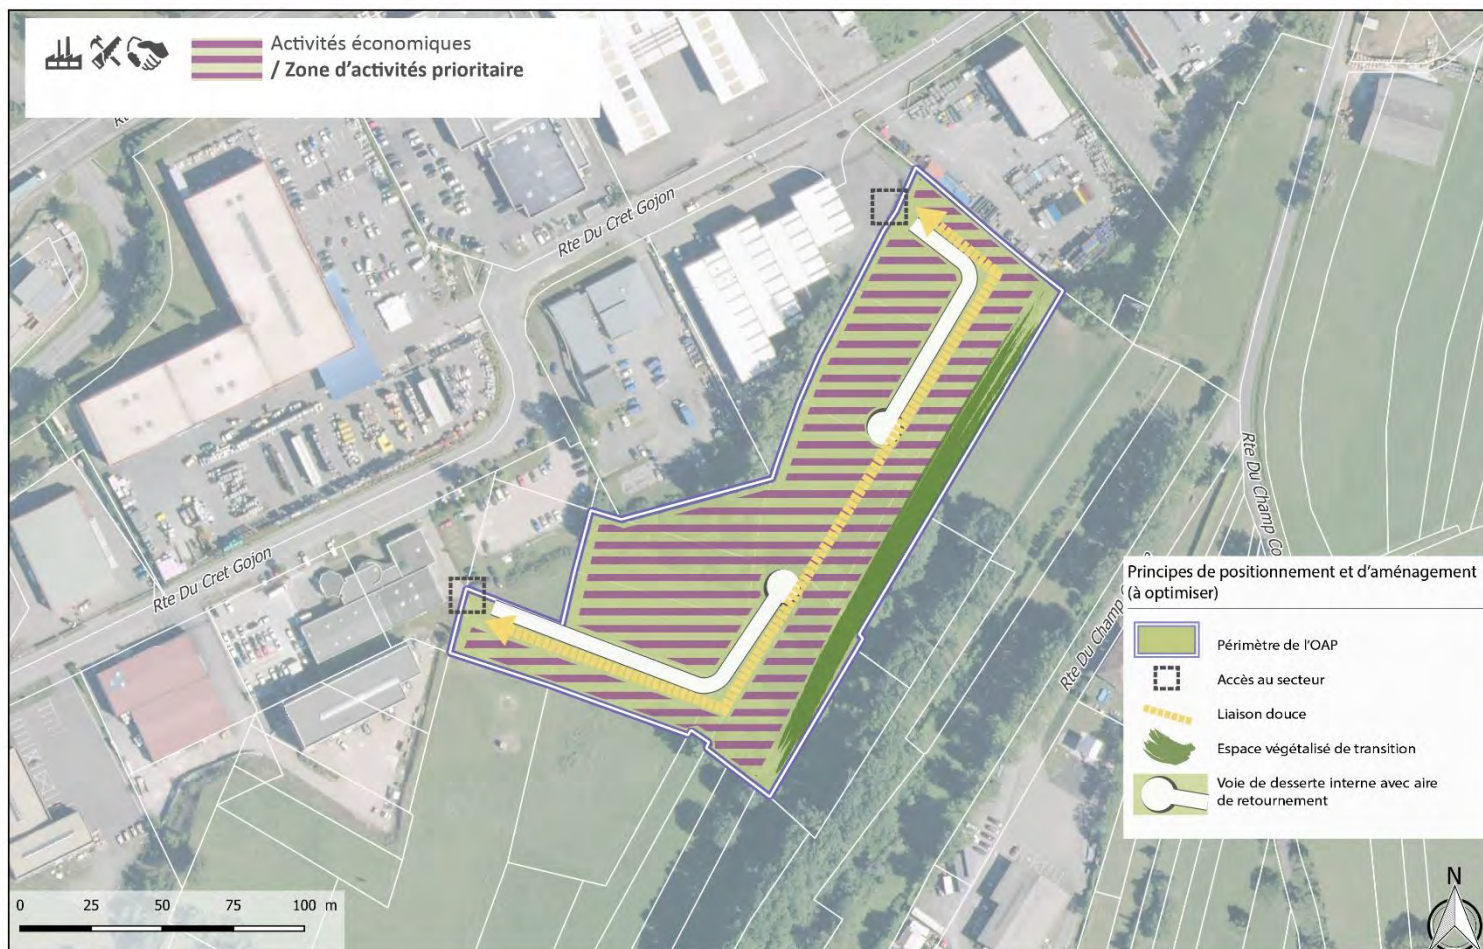 Activités économiques
/ Zone d'activités prioritaire
Rte Du Cret Gojon
Rte Du Cret Gojon
Rte Du Champ
Rte Du Champ
Principes de positionnement et d'aménagement
(à optimiser)
Périmètre de l'OAP
Accès au secteur
Liaison douce
Espace végétalisé de transition
Voie de desserte interne avec aire
de retournement
0 25 50 75 100 m
N